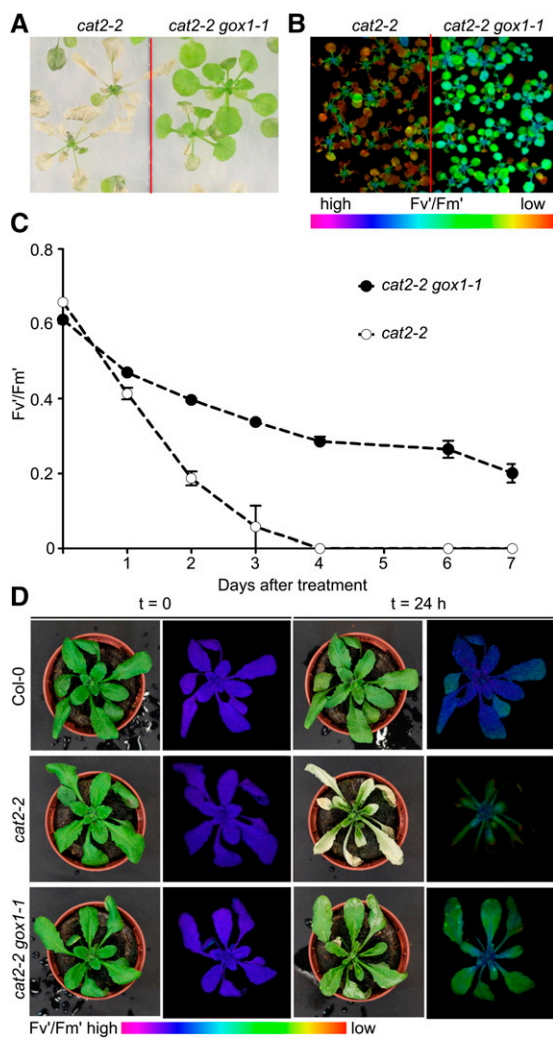 A
cat2-2 cat2-2 gox1-1
B
cat2-2 cat2-2 gox1-1
high Fv'/Fm' low
C
0.8
0.6
0.4
0.2
0
Fv'/Fm'
cat2-2 gox1-1
cat2-2
1 2 3 4 5 6 7
Days after treatment
D
t = 0 t = 24 h
Col-0
cat2-2
cat2-2 gox1-1
Fv'/Fm' high low